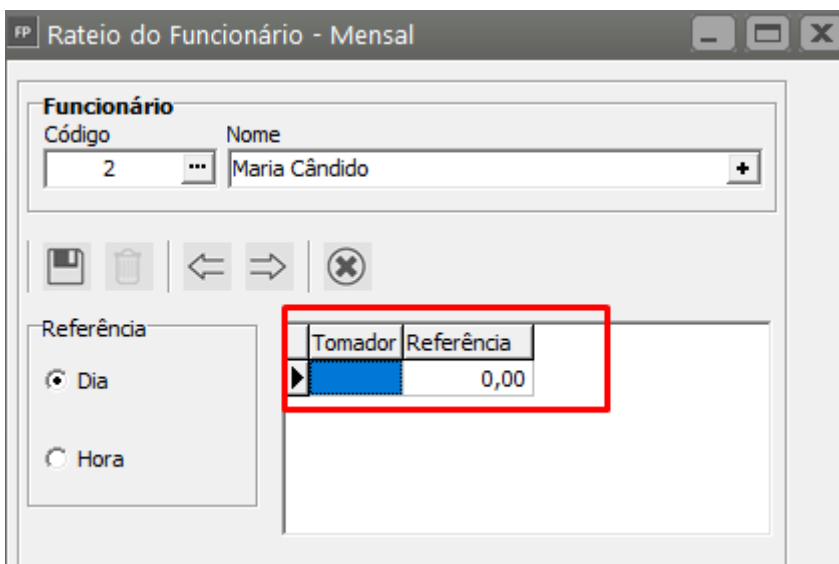 FP Rateio do Funcionário - Mensal
Funcionário
Código Nome
2 ... Maria Cândido +
Referência
Tomador Referência
Dia
0,00
Hora